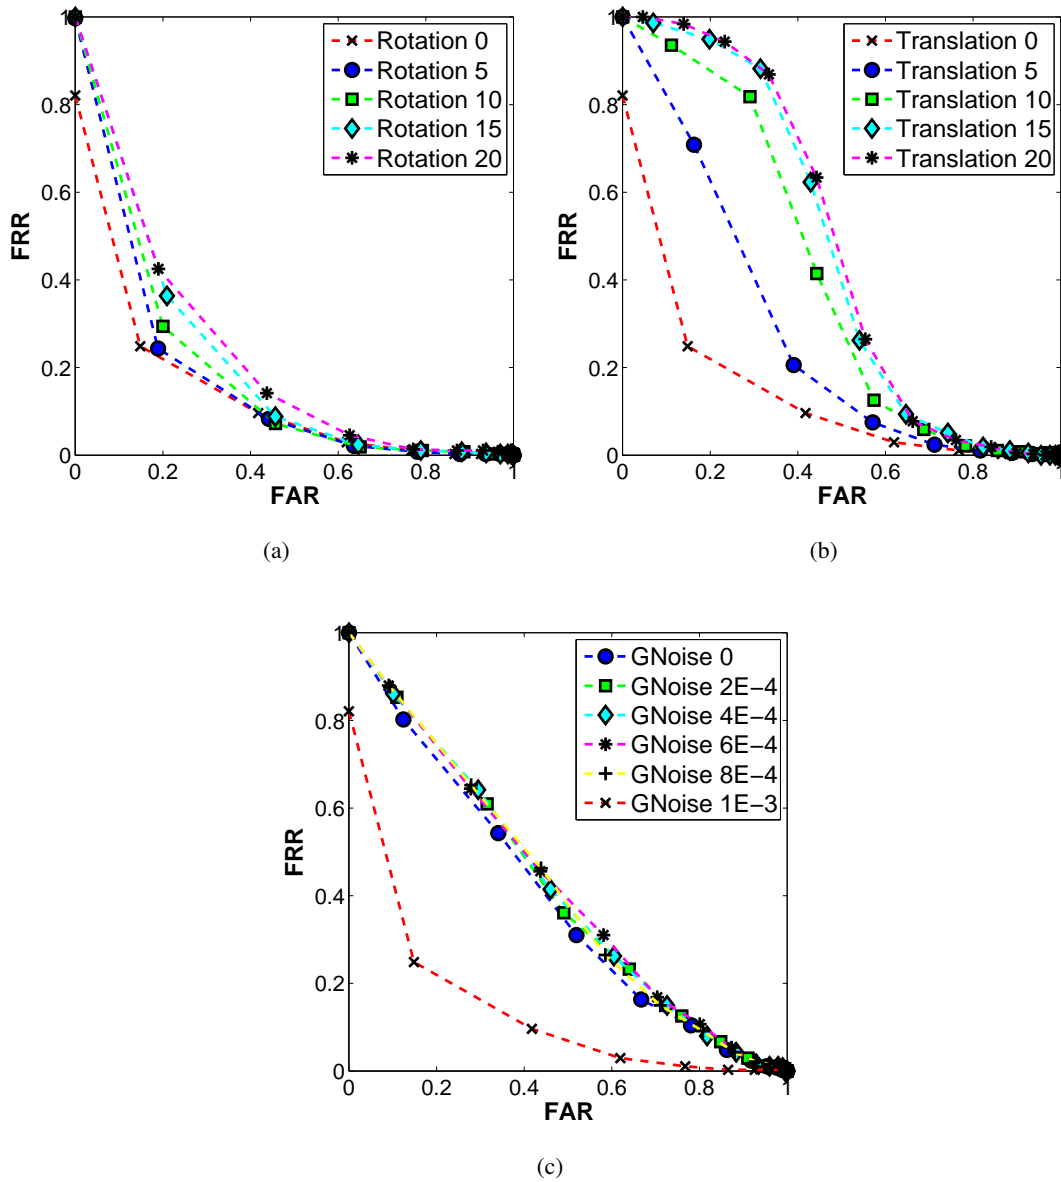 1
0.8
0.6
0.4
0.2
0
0
0.2
0.4
0.6
0.8
1
FRR
FAR
Rotation 0
Rotation 5
Rotation 10
Rotation 15
Rotation 20
(a)
1
0.8
0.6
0.4
0.2
0
0
0.2
0.4
0.6
0.8
FRR
FAR
Translation 0
Translation 5
Translation 10
Translation 15
Translation 20
(b)
1
0.8
0.6
0.4
0.2
0
0
0.2
0.4
0.6
0.8
1
FRR
FAR
GNoise 0
GNoise 2E-4
GNoise 4E-4
GNoise 6E-4
GNoise 8E-4
GNoise 1E-3
(c)